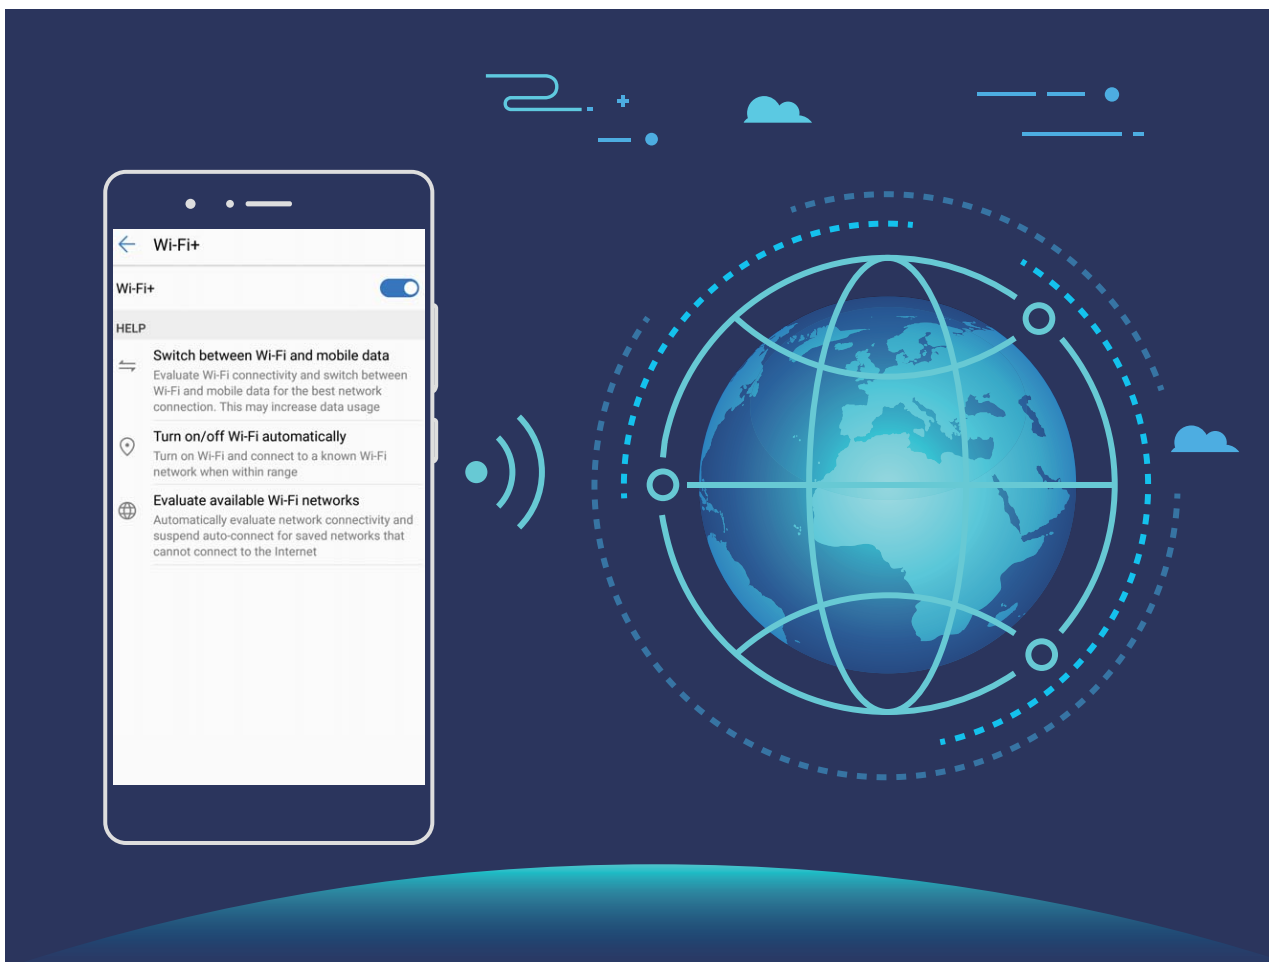 Wi-Fi+
Wi-Fi+
HELP
Switch between Wi-Fi and mobile data
Evaluate Wi-Fi connectivity and switch between
Wi-Fi and mobile data for the best network
connection. This may increase data usage
Turn on/off Wi-Fi automatically
Turn on Wi-Fi and connect to a known Wi-Fi
network when within range
Evaluate available Wi-Fi networks
Automatically evaluate network connectivity and
suspend auto-connect for saved networks that
cannot connect to the Internet